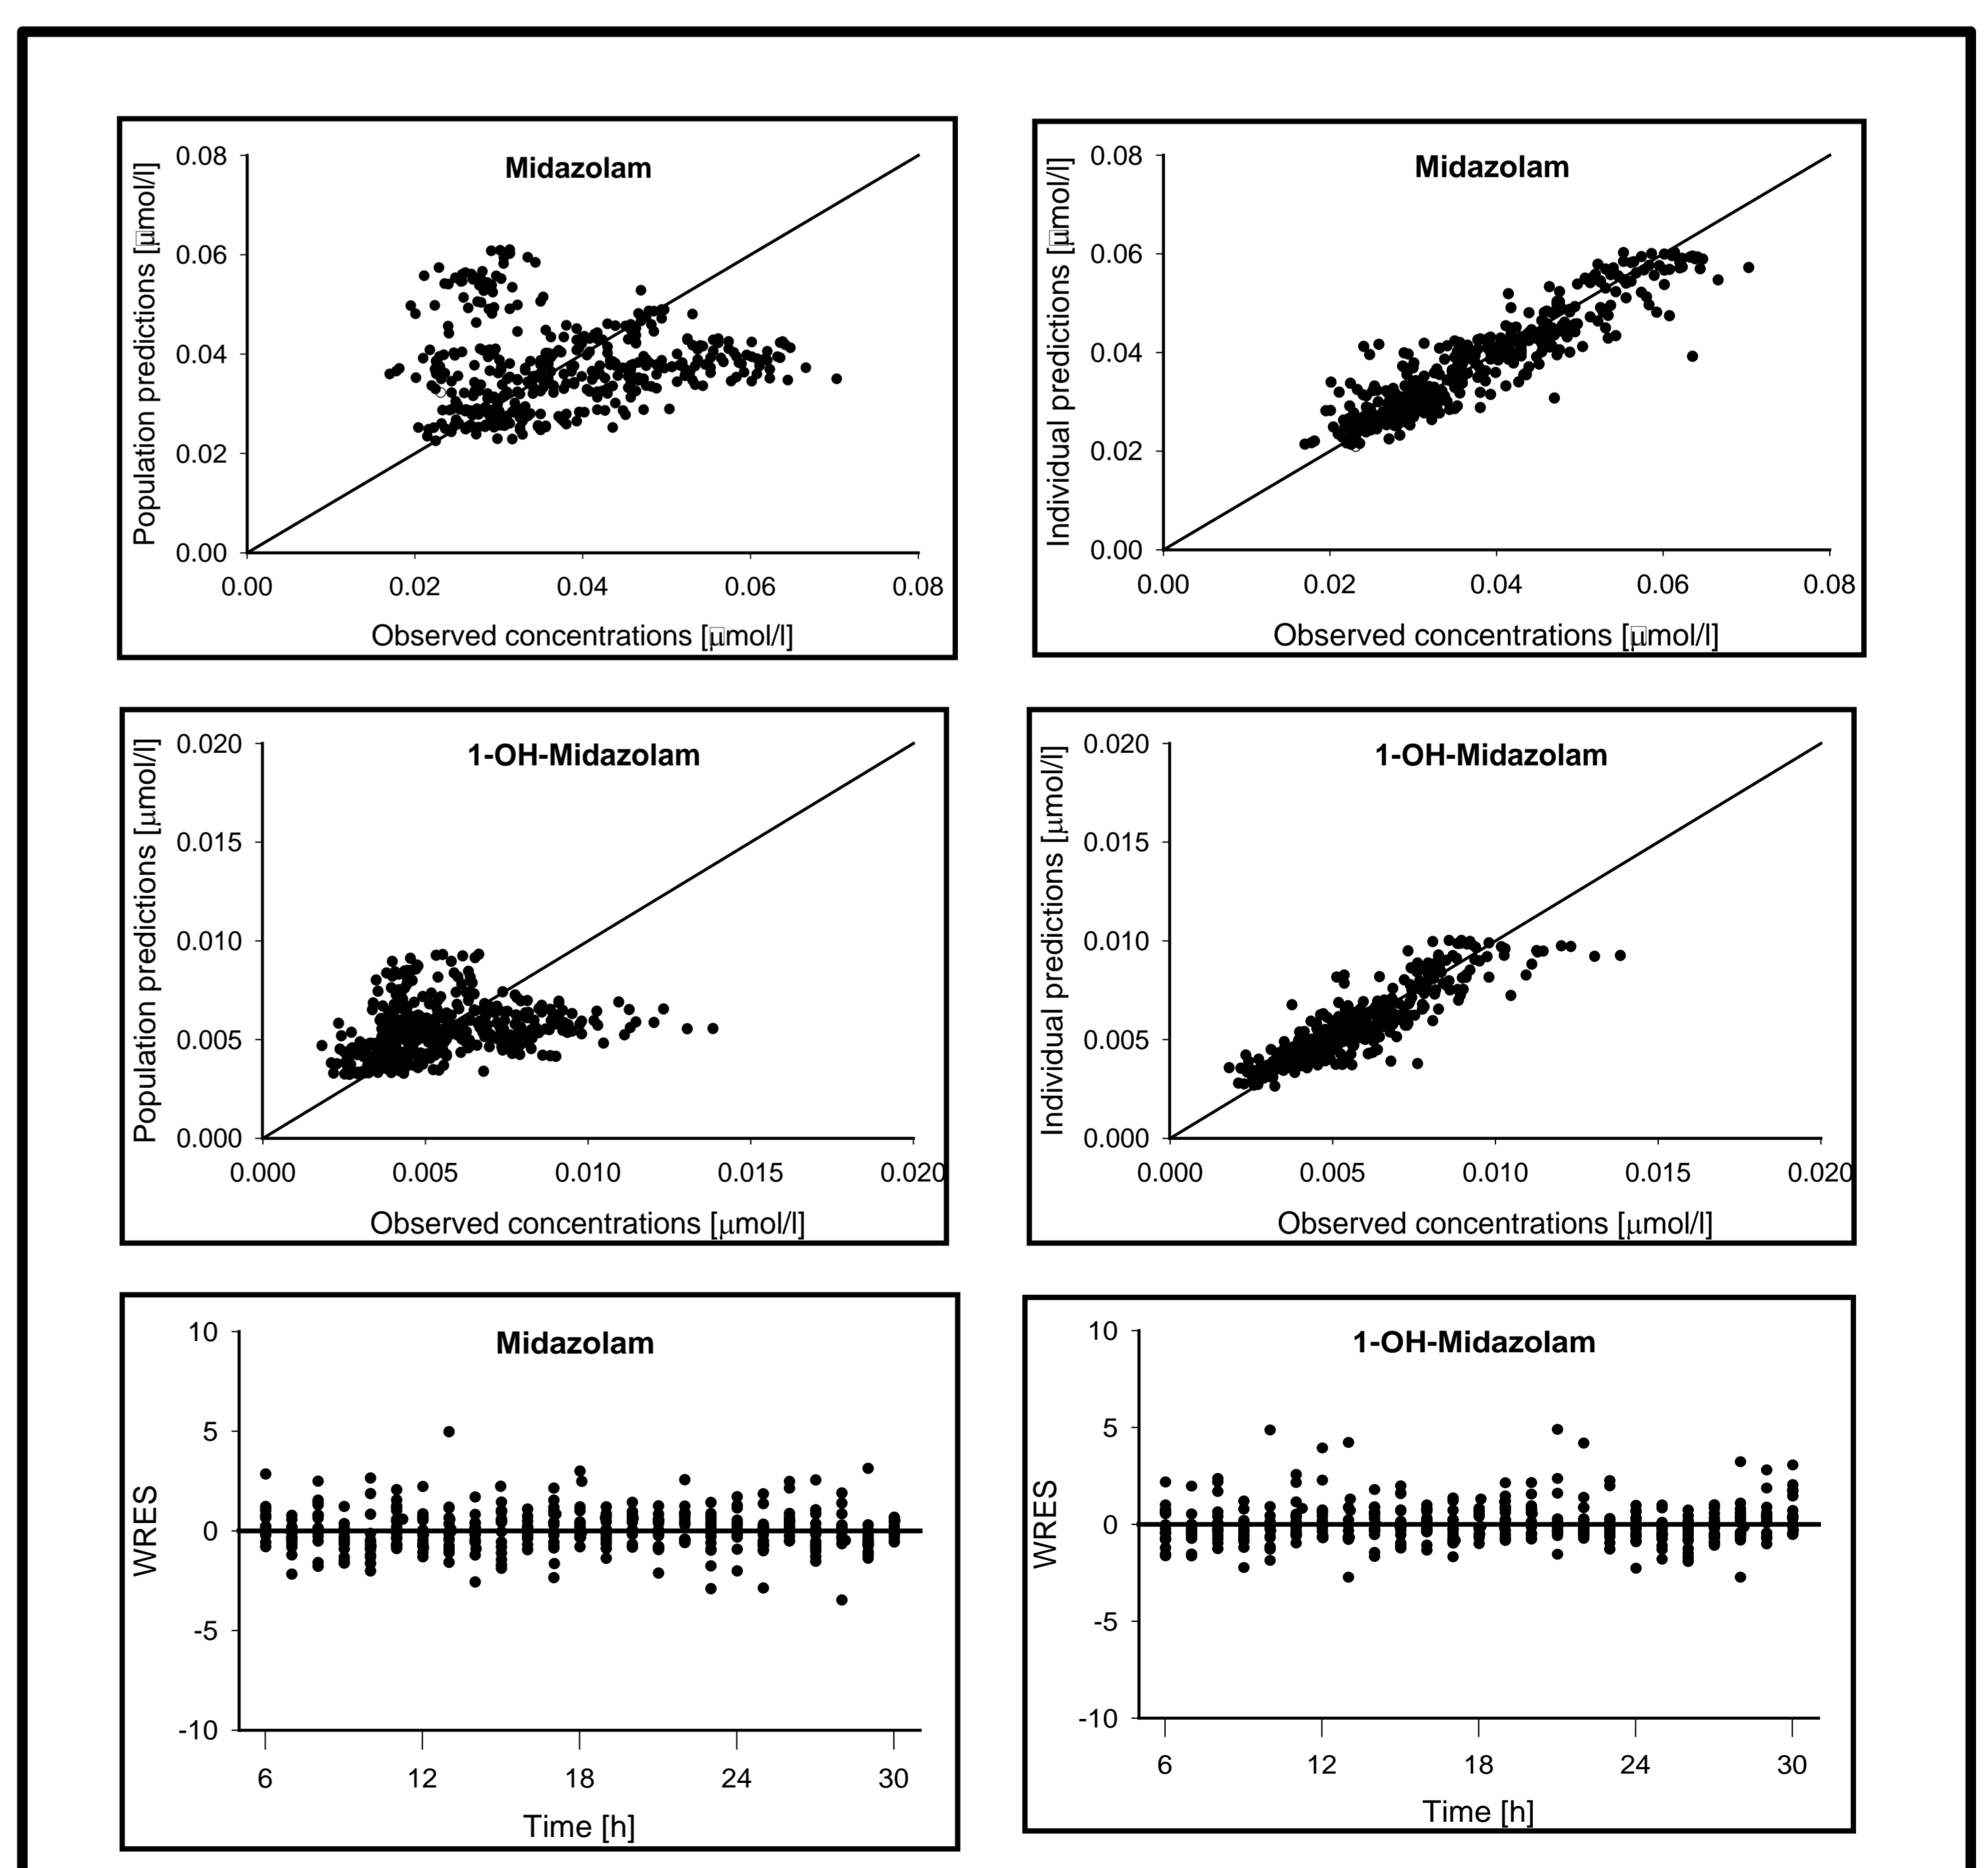 Midazolam
Population predictions [μmol/l]
0.08
0.06
0.04
0.02
0.00
0.00 0.02 0.04 0.06 0.08
Observed concentrations [μmol/l]
Midazolam
Individual predictions [μmol/l]
0.08
0.06
0.04
0.02
0.00
0.00 0.02 0.04 0.06 0.08
Observed concentrations [μmol/l]
1-OH-Midazolam
Population predictions [μmol/l]
0.020
0.015
0.010
0.005
0.000
0.000 0.005 0.010 0.015 0.020
Observed concentrations [μmol/l]
1-OH-Midazolam
Individual predictions [μmol/l]
0.020
0.015
0.010
0.005
0.000
0.000 0.005 0.010 0.015 0.020
Observed concentrations [μmol/l]
Midazolam
WRES
10
5
0
-5
-10
6 12 18 24 30
Time [h]
1-OH-Midazolam
WRES
10
5
0
-5
-10
6 12 18 24 30
Time [h]